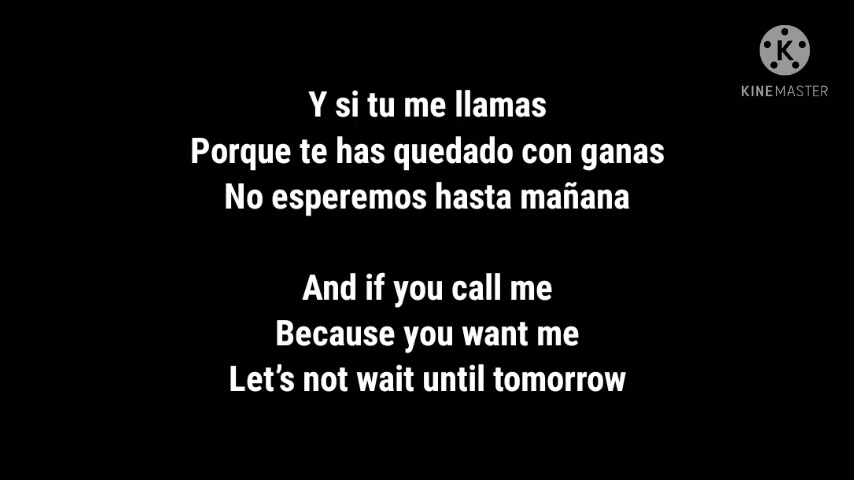 K
KINEMASTER
Y si tu me llamas
Porque te has quedado con ganas
No esperemos hasta mañana
And if you call me
Because you want me
Let's not wait until tomorrow